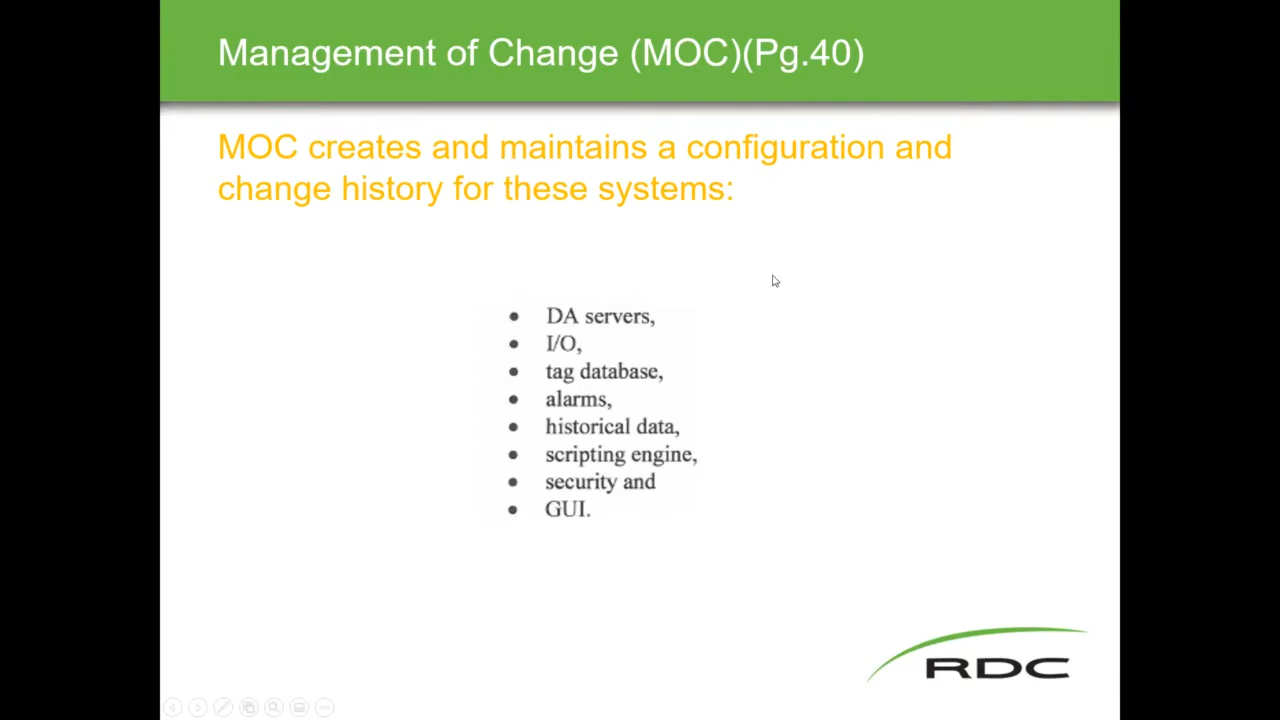 Management of Change (MOC)(Pg.40)
MOC creates and maintains a configuration and
change history for these systems:
• DA servers,
• I/O,
• tag database,
• alarms,
• historical data,
• scripting engine,
• security and
• GUI.
RDC